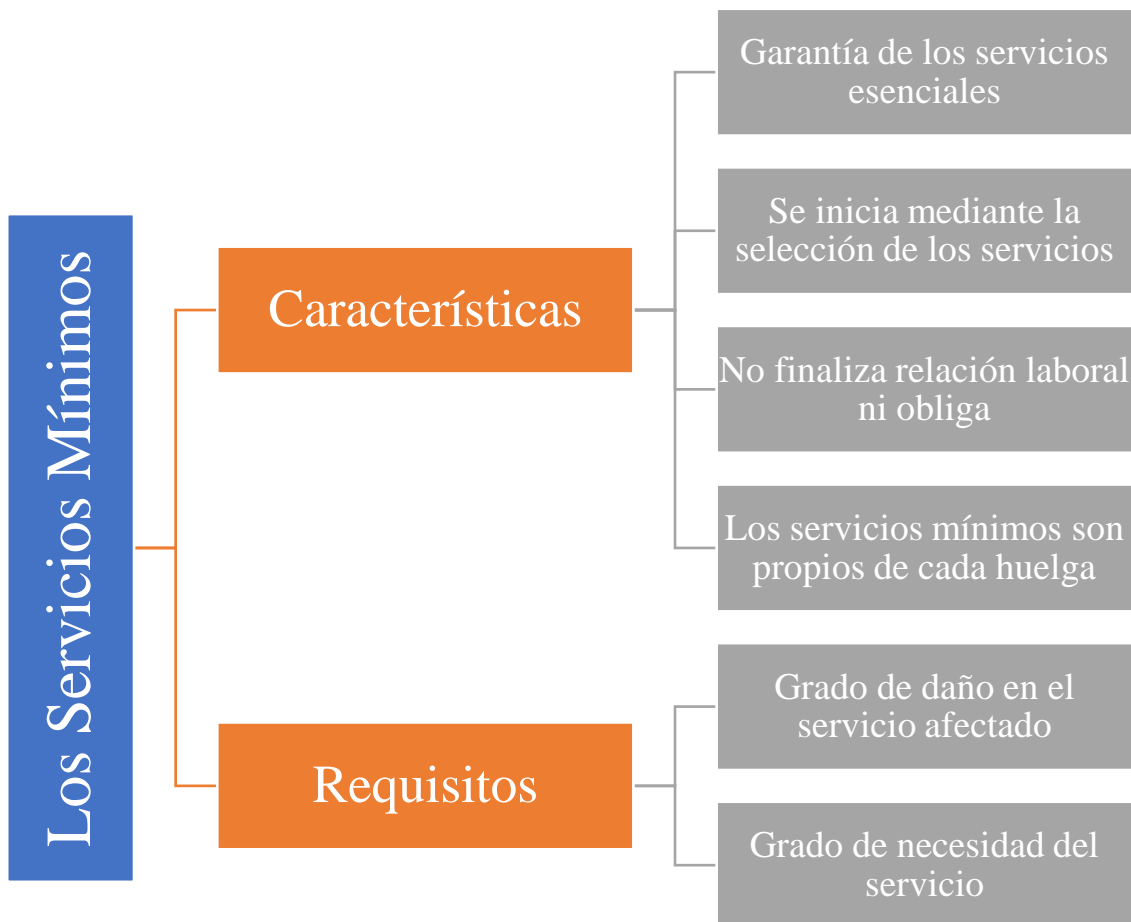 Los Servicios Mínimos
Características
Garantía de los servicios
esenciales
Se inicia mediante la
selección de los servicios
No finaliza relación laboral
ni obliga
Los servicios mínimos son
propios de cada huelga
Requisitos
Grado de daño en el
servicio afectado
Grado de necesidad del
servicio